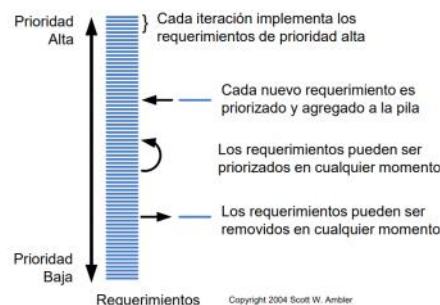 Prioridad
Alta
Cada iteración implementa los
requerimientos de prioridad alta
Cada nuevo requerimiento es
priorizado y agregado a la pila
Los requerimientos pueden ser
priorizados en cualquier momento
Los requerimientos pueden ser
removidos en cualquier momento
Prioridad
Baja
Requerimientos
Copyright 2004 Scott W. Ambler